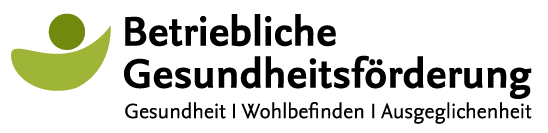 Betriebliche
Gesundheitsförderung
Gesundheit I Wohlbefinden I Ausgeglichenheit